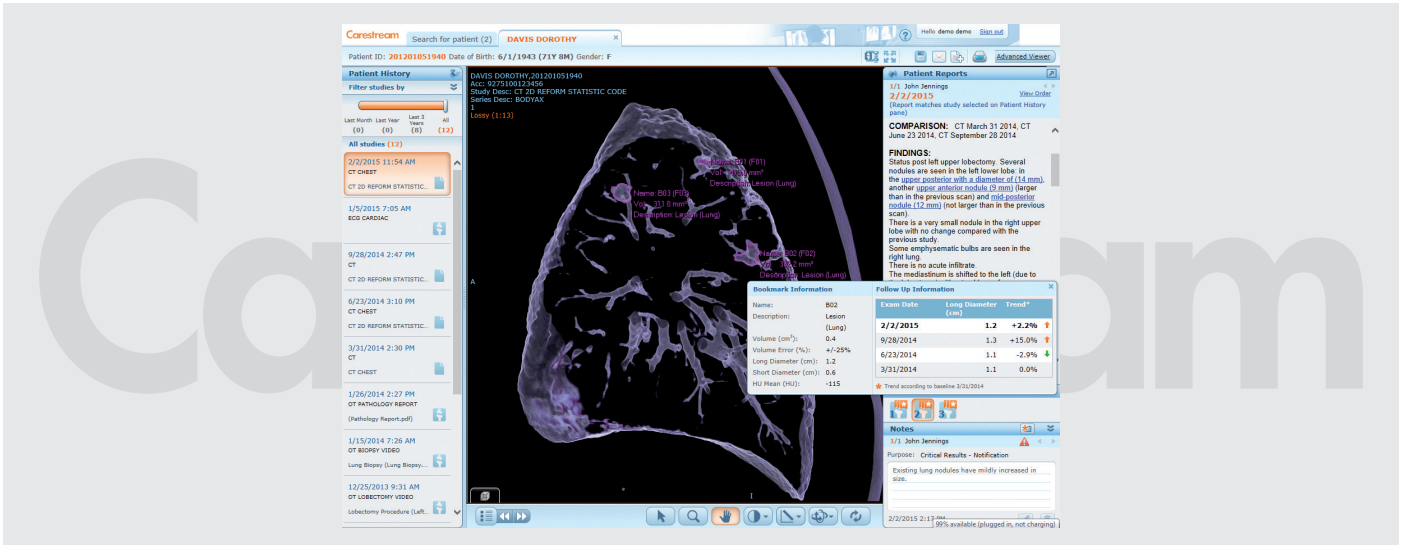 Carestream
Search for patient (2)
DAVIS DOROTHY ×
? Hello demo demo Sign out
Patient ID: 201201051940 Date of Birth: 6/1/1943 (71Y 8M) Gender: F
Advanced Viewer
Patient History
Filter studies by
Last Month Last Year Last 3 Years All
(0) (0) (8) (12)
All studies (12)
2/2/2015 11:54 AM
CT CHEST
CT 2D REFORM STATISTIC...
1/5/2015 7:05 AM
ECG CARDIAC
9/28/2014 2:47 PM
CT
CT 2D REFORM STATISTIC...
6/23/2014 3:10 PM
CT CHEST
CT 2D REFORM STATISTIC...
3/31/2014 2:30 PM
CT
CT CHEST
1/26/2014 2:27 PM
OT PATHOLOGY REPORT
(Pathology Report.pdf)
1/15/2014 7:26 AM
OT BIOPSY VIDEO
Lung Biopsy (Lung Biopsy-...
12/25/2013 9:31 AM
OT LOBECTOMY VIDEO
Lobectomy Procedure (Left...
DAVIS DOROTHY,201201051940
Acc: 9275100123456
Study Desc: CT 2D REFORM STATISTIC CODE
Series Desc: BODYAX
1
Lossy (1:13)
B01 (F01)
mm³
Description: Lesion (Lung)
Name: B03 (F03)
Vol: 311.0 mm³
Description: Lesion (Lung)
Name: B02 (F02)
mm³
Description: Lesion (Lung)
A
I
Patient Reports
1/1 John Jennings
2/2/2015
View Order
(Report matches study selected on Patient History
pane)
COMPARISON: CT March 31 2014, CT
June 23 2014, CT September 28 2014
FINDINGS:
Status post left upper lobectomy. Several
nodules are seen in the left lower lobe: in
the upper posterior with a diameter of (14 mm),
another upper anterior nodule (9 mm) (larger
than in the previous scan) and mid-posterior
nodule (12 mm) (not larger than in the previous
scan).
There is a very small nodule in the right upper
lobe with no change compared with the
previous study.
Some emphysematic bulbs are seen in the
right lung.
There is no acute infiltrate.
The mediastinum is shifted to the left (due to
Bookmark Information
Name: B02
Description: Lesion
(Lung)
Volume (cm³): 0.4
Volume Error (%): +/-25%
Long Diameter (cm): 1.2
Short Diameter (cm): 0.6
HU Mean (HU): -115
Follow Up Information ×
Exam Date Long Diameter (cm) Trend*
2/2/2015 1.2 +2.2%
9/28/2014 1.3 +15.0%
6/23/2014 1.1 -2.9%
3/31/2014 1.1 0.0%
Trend according to baseline 3/31/2014
1 2 3
Notes
1/1 John Jennings
Purpose: Critical Results - Notification
Existing lung nodules have mildly increased in
size.
2/2/2015 2:17 PM
99% available (plugged in, not charging)